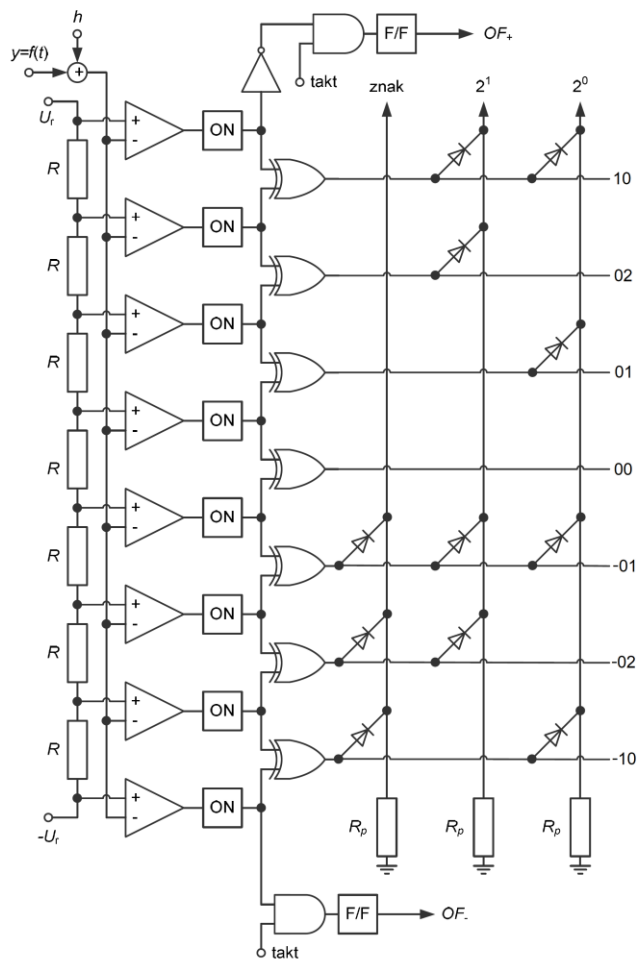 h
y=f(t)
+
Uᵣ
F/F
OF₊
takt
znak
2¹
2⁰
+
-
ON
R
10
+
-
ON
R
02
+
-
ON
R
01
+
-
ON
R
00
+
-
ON
R
-01
+
-
ON
R
-02
+
-
ON
R
-10
+
-
ON
-Uᵣ
Rₚ
Rₚ
Rₚ
F/F
OF₋
takt